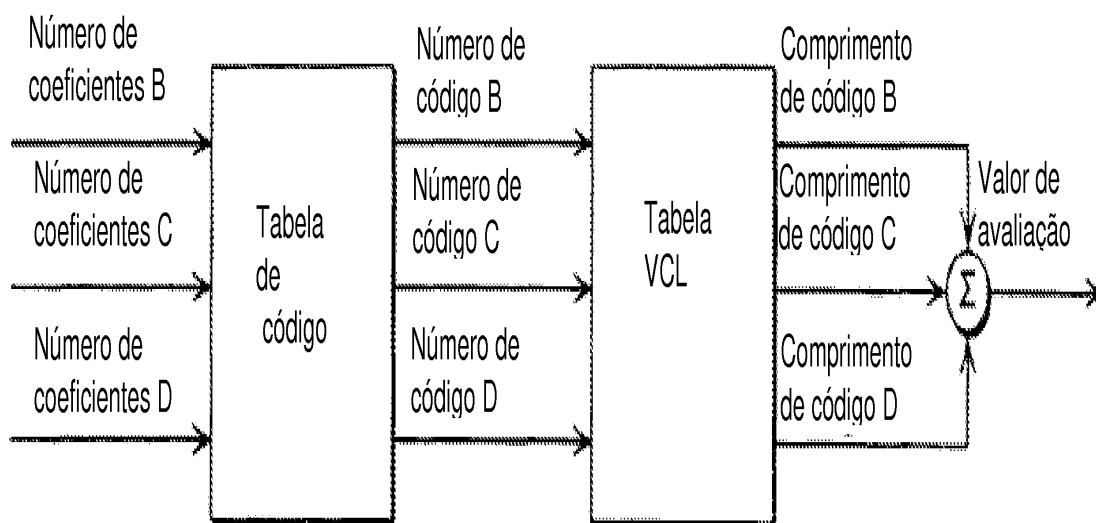 Número de
coeficientes B
Número de
coeficientes C
Número de
coeficientes D
Tabela
de
código
Número de
código B
Número de
código C
Número de
código D
Tabela
VCL
Comprimento
de código B
Comprimento
de código C
Comprimento
de código D
Valor de
avaliação
Σ